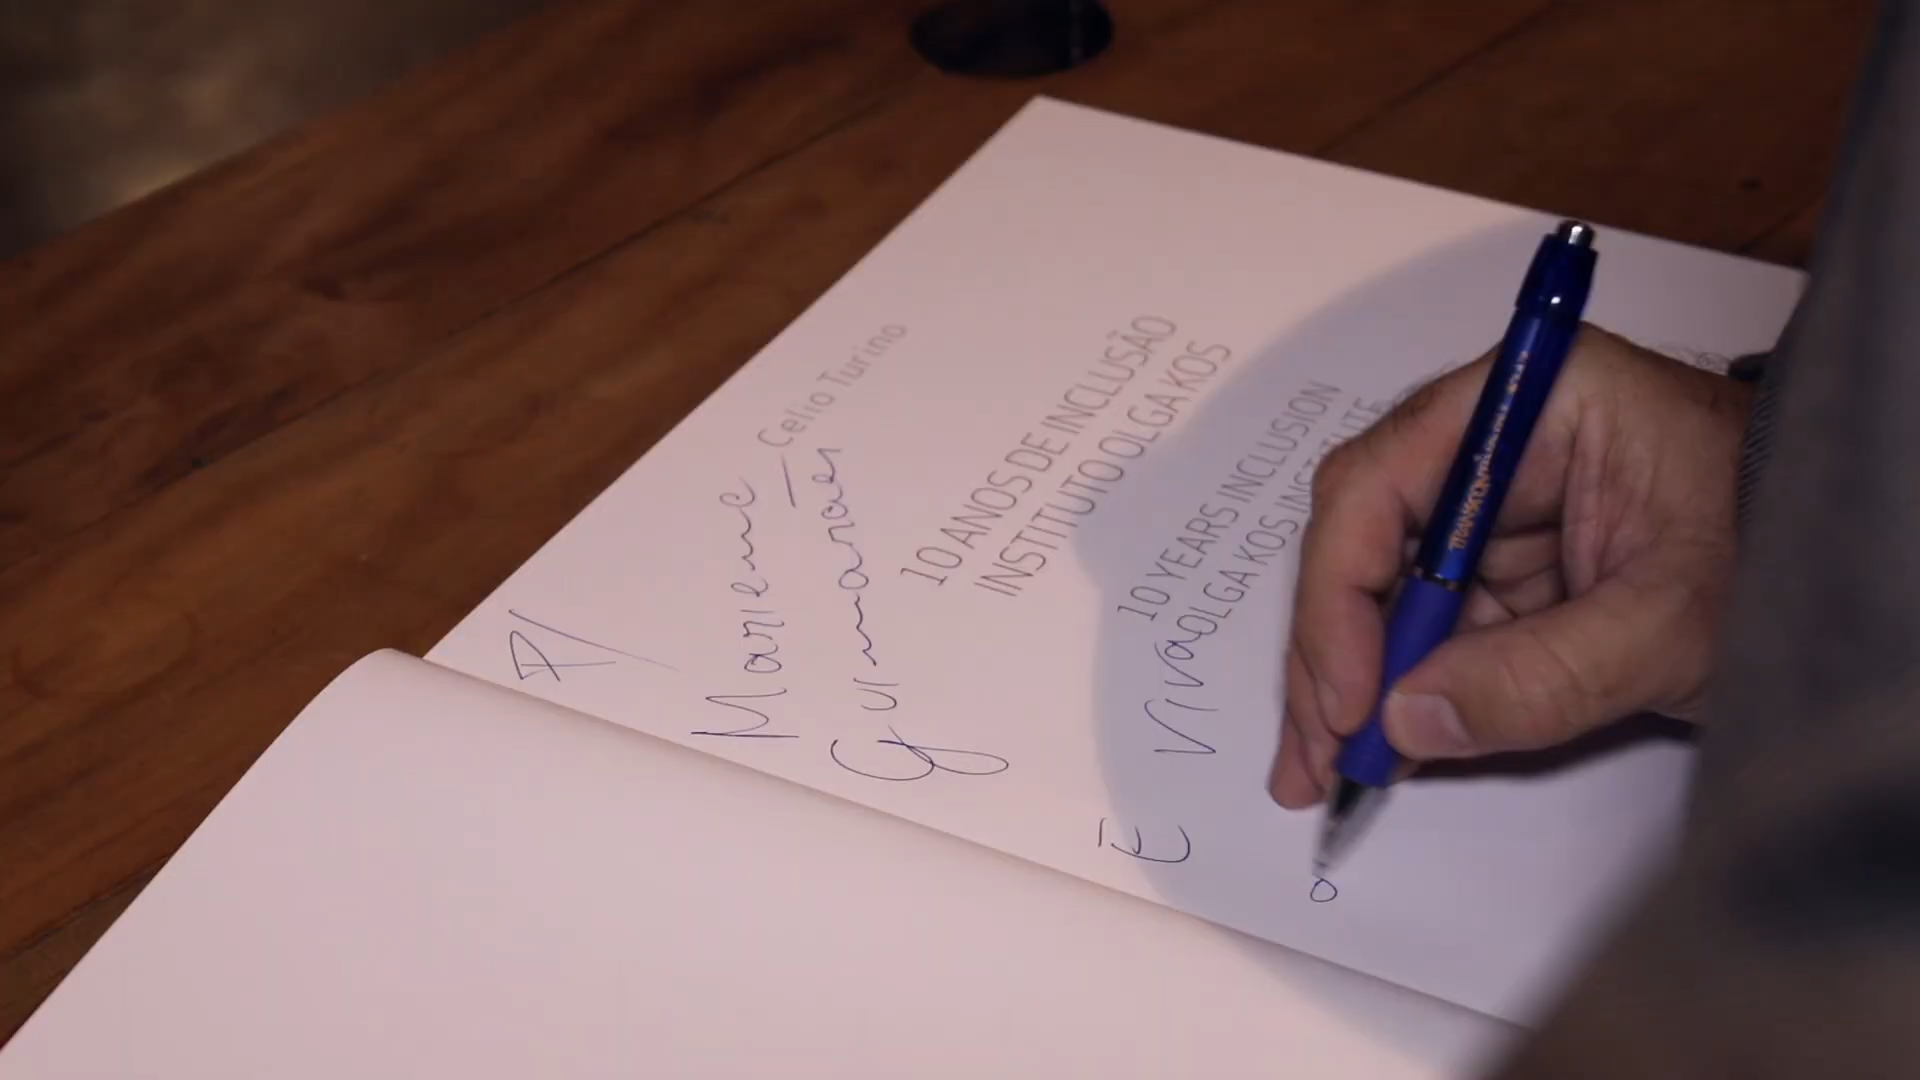 Celio Turino
P/
Mariene
Guimarães
10 ANOS DE INCLUSÃO
INSTITUTO OLGA KOS
10 YEARS INCLUSION
OLGA KOS INSTITUTE
E Viva
o